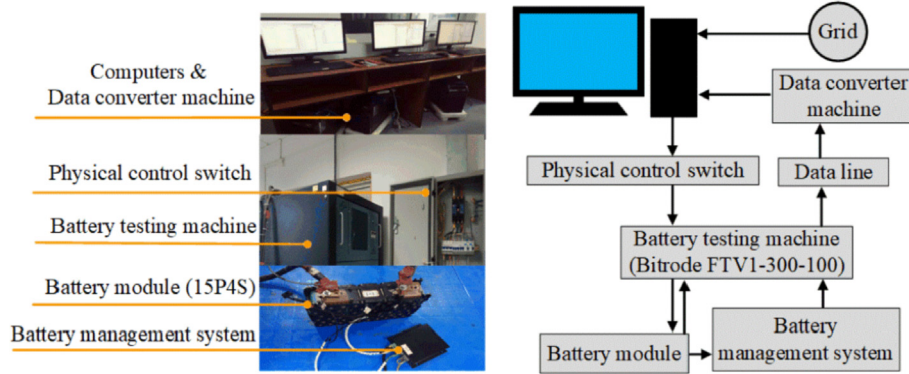 Computers &
Data converter machine
Physical control switch
Battery testing machine
Battery module (15P4S)
Battery management system
Grid
Data converter
machine
Physical control switch
Data line
Battery testing machine
(Bitrode FTV1-300-100)
Battery module
Battery
management system